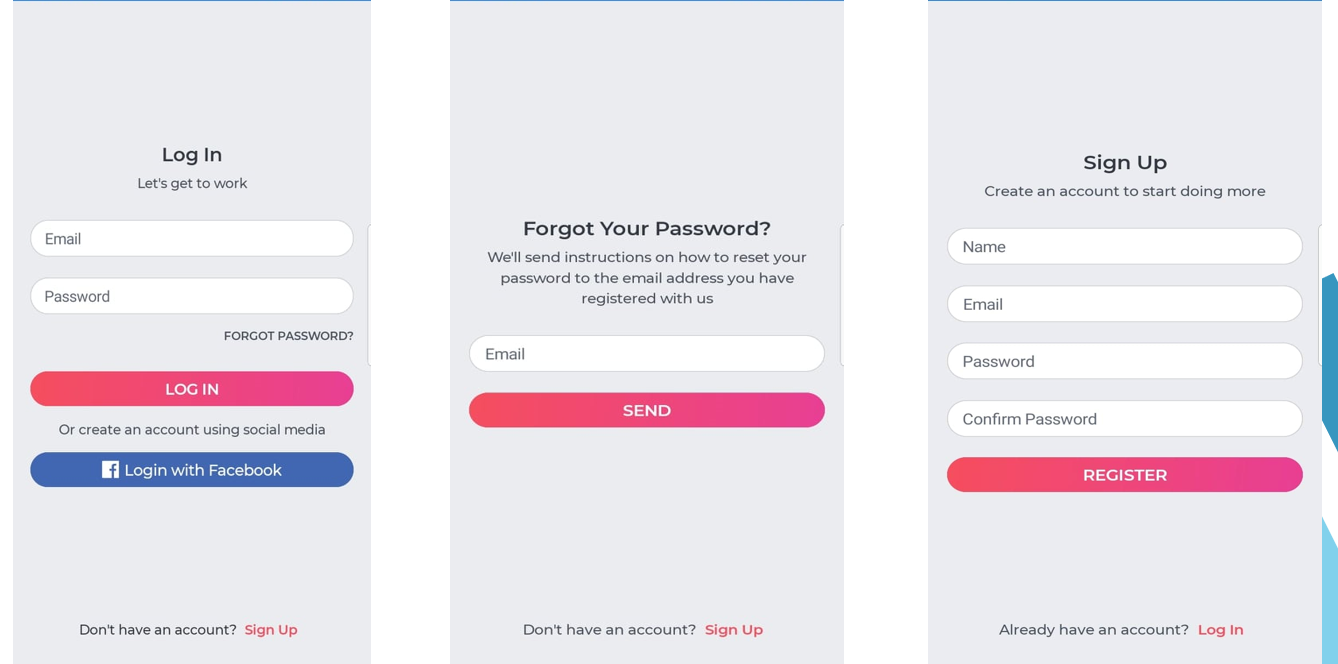 Log In
Let's get to work
Email
Password
FORGOT PASSWORD?
LOG IN
Or create an account using social media
Login with Facebook
Don't have an account? Sign Up
Forgot Your Password?
We'll send instructions on how to reset your
password to the email address you have
registered with us
Email
SEND
Don't have an account? Sign Up
Sign Up
Create an account to start doing more
Name
Email
Password
Confirm Password
REGISTER
Already have an account? Log In